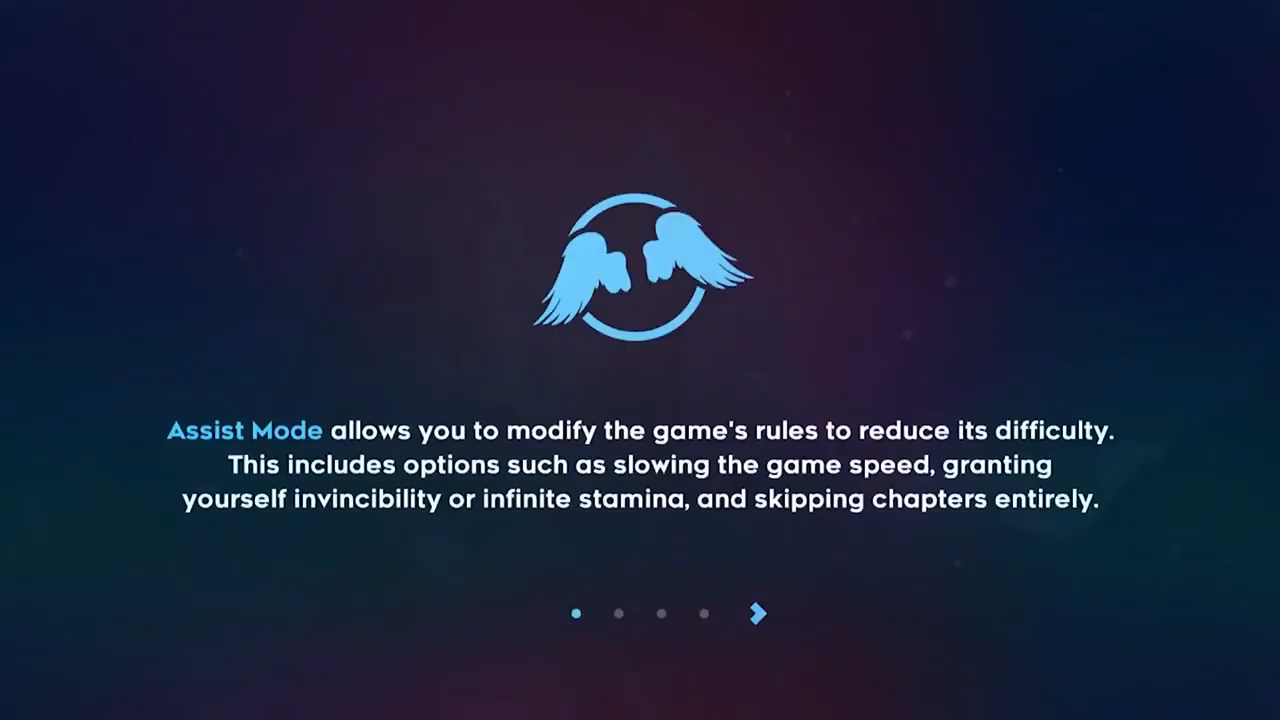 Assist Mode allows you to modify the game's rules to reduce its difficulty.
This includes options such as slowing the game speed, granting
yourself invincibility or infinite stamina, and skipping chapters entirely.